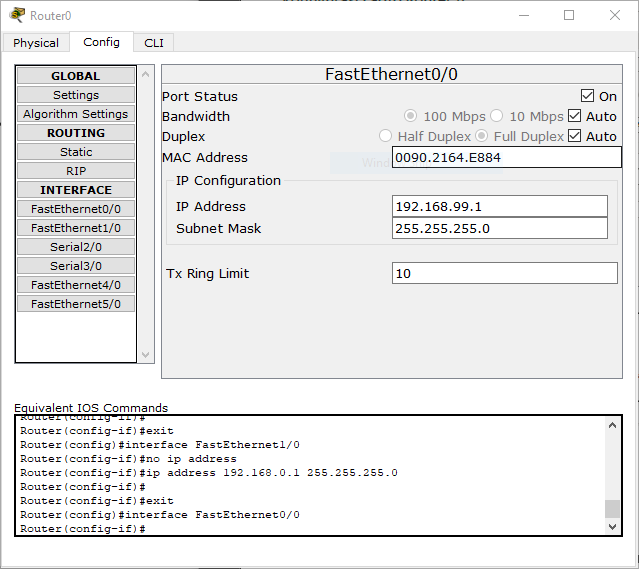 Router0
Physical Config CLI
GLOBAL
Settings
Algorithm Settings
ROUTING
Static
RIP
INTERFACE
FastEthernet0/0
FastEthernet1/0
Serial2/0
Serial3/0
FastEthernet4/0
FastEthernet5/0
FastEthernet0/0
Port Status On
Bandwidth 100 Mbps 10 Mbps Auto
Duplex Half Duplex Full Duplex Auto
MAC Address 0090.2164.E884
IP Configuration
IP Address 192.168.99.1
Subnet Mask 255.255.255.0
Tx Ring Limit 10
Equivalent IOS Commands
Router(config-if)#
Router(config-if)#exit
Router(config)#interface FastEthernet1/0
Router(config-if)#no ip address
Router(config-if)#ip address 192.168.0.1 255.255.255.0
Router(config-if)#
Router(config-if)#exit
Router(config)#interface FastEthernet0/0
Router(config-if)#